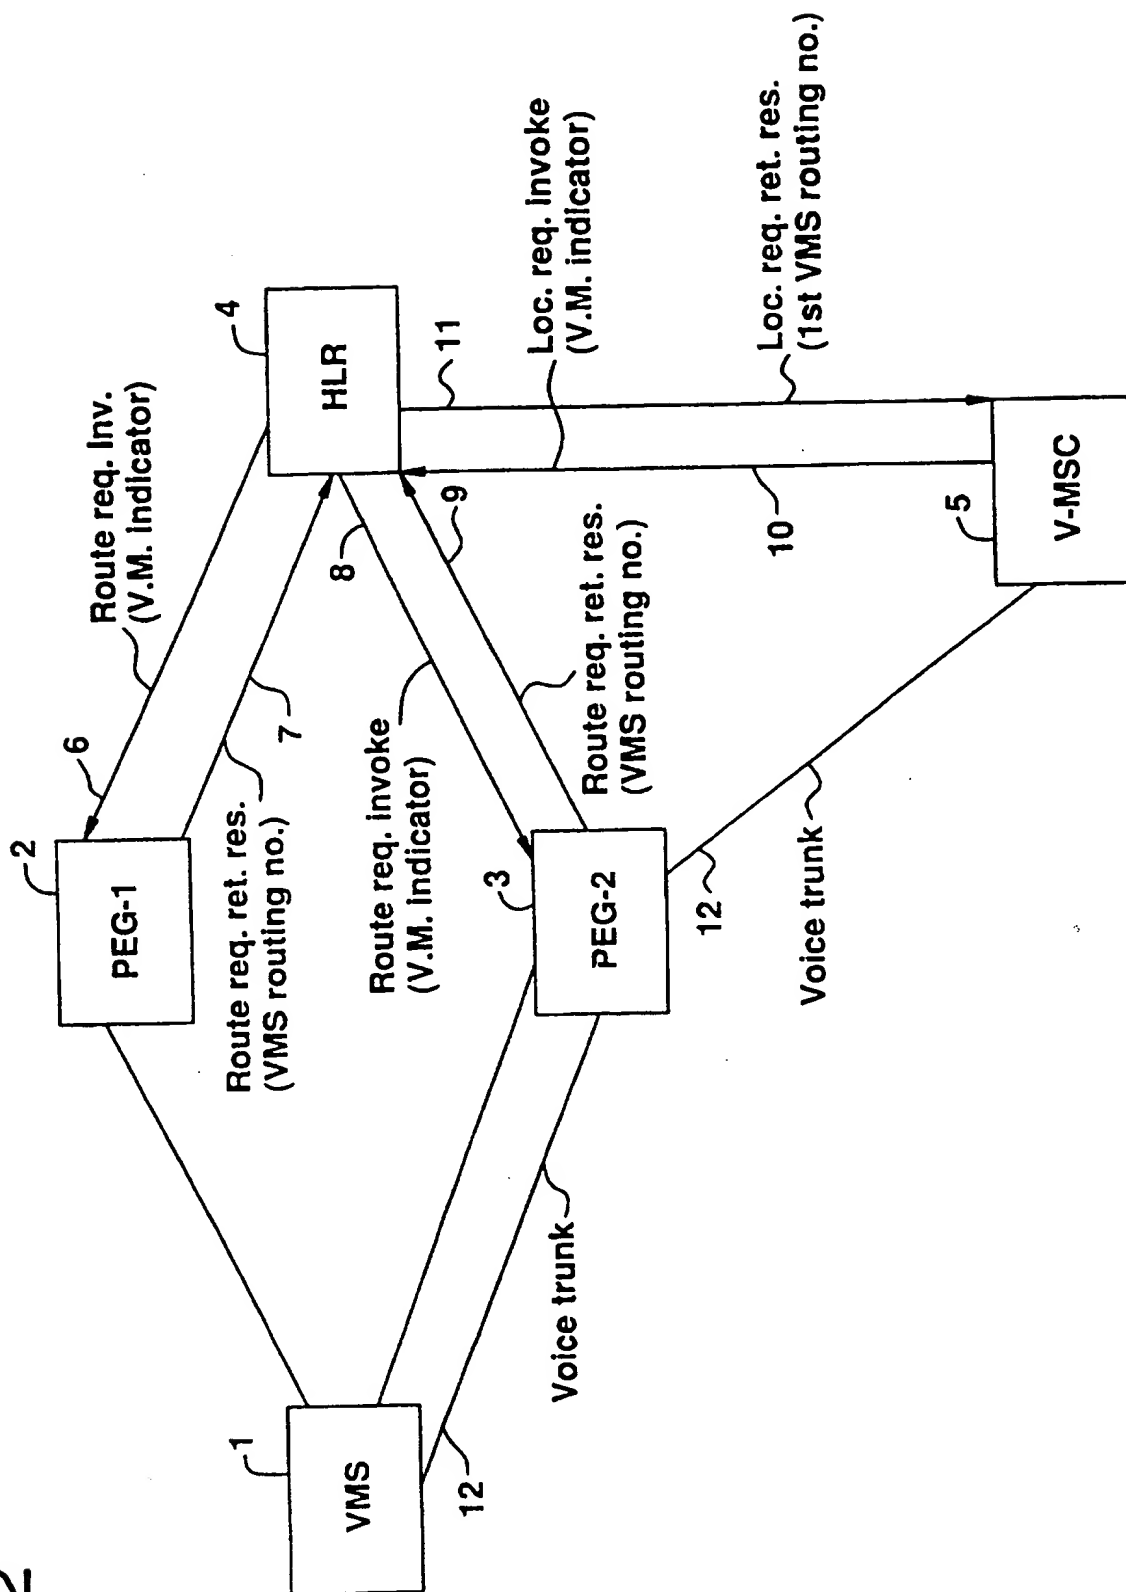 Route req. Inv.
(V.M. indicator)
4
HLR
2
6
PEG-1
7
Route req. ret. res.
(VMS routing no.)
8
9
11
Loc. req. invoke
(V.M. indicator)
Route req. invoke
(V.M. indicator)
3
PEG-2
Route req. ret. res.
(VMS routing no.)
10
Loc. req. ret. res.
(1st VMS routing no.)
5
V-MSC
1
VMS
12
Voice trunk
12
Voice trunk